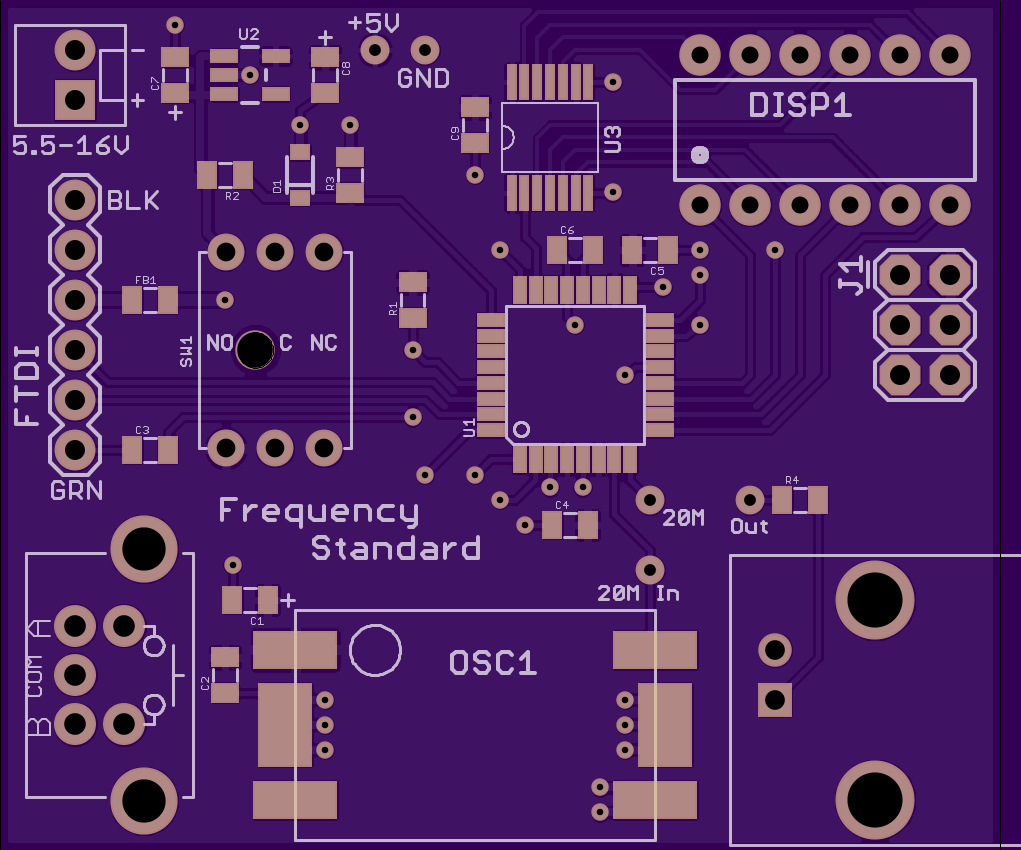 +5V
U2
C7
C8
GND
- 
+
+
+
5.5-16V
C9
U3
DISP1
D1
R3
R2
BLK
C6
C5
J1
FB1
R1
NO C NC
SW1
FTDI
U1
C3
GRN
R4
C4
20M
Out
Frequency
Standard
20M In
C1
+
A
COM
B
C2
OSC1